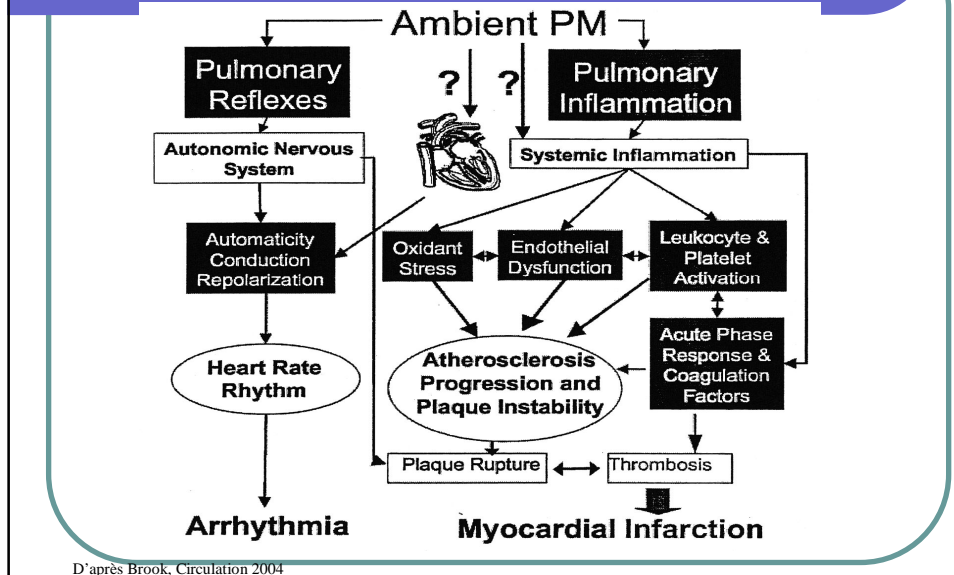 Ambient PM
Pulmonary
Reflexes
?
?
Pulmonary
Inflammation
Autonomic Nervous
System
Systemic Inflammation
Automaticity
Conduction
Repolarization
Oxidant
Stress
Endothelial
Dysfunction
Leukocyte &
Platelet
Activation
Heart Rate
Rhythm
Atherosclerosis
Progression and
Plaque Instability
Acute Phase
Response &
Coagulation
Factors
Plaque Rupture
Thrombosis
Arrhythmia
Myocardial Infarction
D'après Brook, Circulation 2004